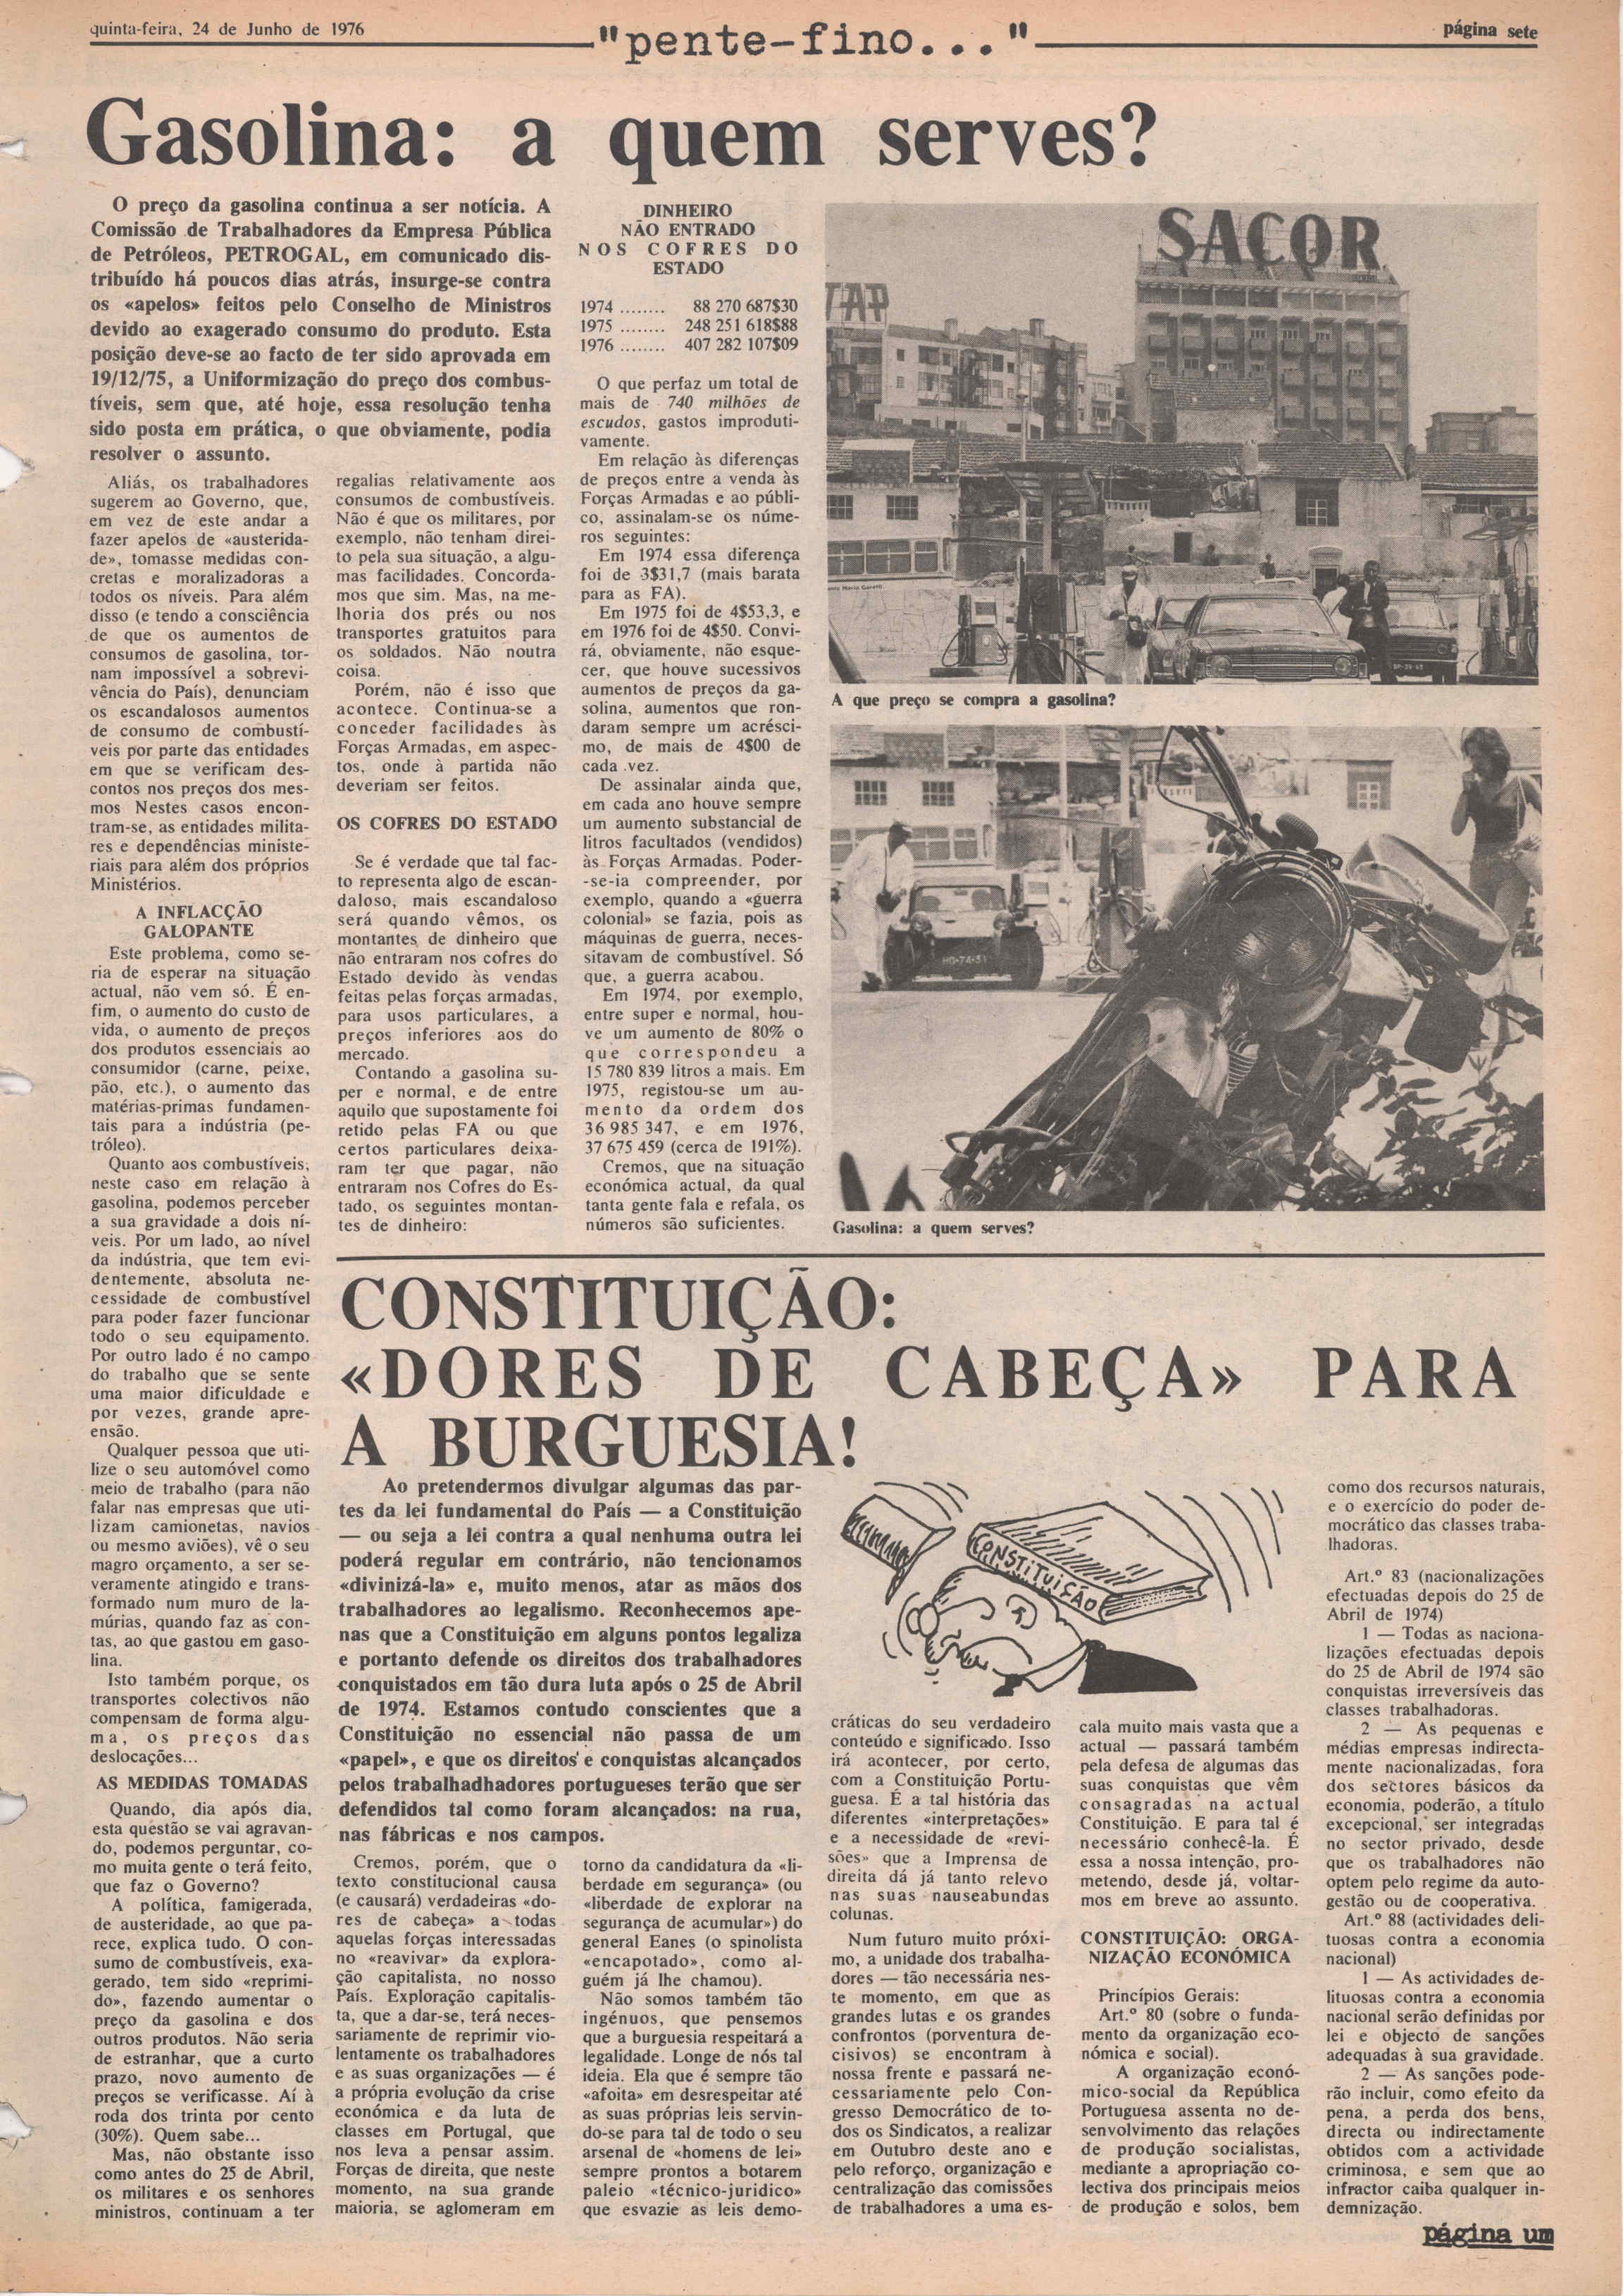 quinta-feira, 24 de Junho de 1976
"pente-fino..."
página sete
Gasolina: a quem serves?
O preço da gasolina continua a ser notícia. A
Comissão de Trabalhadores da Empresa Pública
de Petróleos, PETROGAL, em comunicado dis-
tribuído há poucos dias atrás, insurge-se contra
os «apelos» feitos pelo Conselho de Ministros
devido ao exagerado consumo do produto. Esta
posição deve-se ao facto de ter sido aprovada em
19/12/75, a Uniformização do preço dos combus-
tíveis, sem que, até hoje, essa resolução tenha
sido posta em prática, o que obviamente, podia
resolver o assunto.
Aliás, os trabalhadores
sugerem ao Governo, que,
em vez de este andar a
fazer apelos de «austerida-
de», tomasse medidas con-
cretas e moralizadoras a
todos os níveis. Para além
disso (e tendo a consciência
de que os aumentos de
consumos de gasolina, tor-
nam impossível a sobrevi-
vência do País), denunciam
os escandalosos aumentos
de consumo de combustí-
veis por parte das entidades
em que se verificam des-
contos nos preços dos mes-
mos Nestes casos encon-
tram-se, as entidades milita-
res e dependências ministe-
riais para além dos próprios
Ministérios.
A INFLACÇÃO
GALOPANTE
Este problema, como se-
ria de esperar na situação
actual, não vem só. É en-
fim, o aumento do custo de
vida, o aumento de preços
dos produtos essenciais ao
consumidor (carne, peixe,
pão, etc.), o aumento das
matérias-primas fundamen-
tais para a indústria (pe-
tróleo).
Quanto aos combustíveis,
neste caso em relação à
gasolina, podemos perceber
a sua gravidade a dois ní-
veis. Por um lado, ao nível
da indústria, que tem evi-
dentemente, absoluta ne-
cessidade de combustível
para poder fazer funcionar
todo o seu equipamento.
Por outro lado é no campo
do trabalho que se sente
uma maior dificuldade e
por vezes, grande apre-
ensão.
Qualquer pessoa que uti-
lize o seu automóvel como
meio de trabalho (para não
falar nas empresas que uti-
lizam camionetas, navios
ou mesmo aviões), vê o seu
magro orçamento, a ser se-
veramente atingido e trans-
formado num muro de la-
múrias, quando faz as con-
tas, ao que gastou em gaso-
lina.
Isto também porque, os
transportes colectivos não
compensam de forma algu-
ma, os preços das
deslocações...
AS MEDIDAS TOMADAS
Quando, dia após dia,
esta questão se vai agravan-
do, podemos perguntar, co-
mo muita gente o terá feito,
que faz o Governo?
A política, famigerada,
de austeridade, ao que pa-
rece, explica tudo. O con-
sumo de combustíveis, exa-
gerado, tem sido «reprimi-
do», fazendo aumentar o
preço da gasolina e dos
outros produtos. Não seria
de estranhar, que a curto
prazo, novo aumento de
preços se verificasse. Aí à
roda dos trinta por cento
(30%). Quem sabe...
Mas, não obstante isso
como antes do 25 de Abril,
os militares e os senhores
ministros, continuam a ter
regalias relativamente aos
consumos de combustíveis.
Não é que os militares, por
exemplo, não tenham direi-
to pela sua situação, a algu-
mas facilidades. Concorda-
mos que sim. Mas, na me-
lhoria dos prés ou nos
transportes gratuitos para
os soldados. Não noutra
coisa.
Porém, não é isso que
acontece. Continua-se a
conceder facilidades às
Forças Armadas, em aspec-
tos, onde à partida não
deveriam ser feitos.
OS COFRES DO ESTADO
Se é verdade que tal fac-
to representa algo de escan-
daloso, mais escandaloso
será quando vêmos, os
montantes de dinheiro que
não entraram nos cofres do
Estado devido às vendas
feitas pelas forças armadas,
para usos particulares, a
preços inferiores aos do
mercado.
Contando a gasolina su-
per e normal, e de entre
aquilo que supostamente foi
retido pelas FA ou que
certos particulares deixa-
ram ter que pagar, não
entraram nos Cofres do Es-
tado, os seguintes montan-
tes de dinheiro:
DINHEIRO
NÃO ENTRADO
NOS COFRES DO
ESTADO
1974 ........ 88 270 687$30
1975 ........ 248 251 618$88
1976 ........ 407 282 107$09
O que perfaz um total de
mais de 740 milhões de
escudos, gastos improduti-
vamente.
Em relação às diferenças
de preços entre a venda às
Forças Armadas e ao públi-
co, assinalam-se os núme-
ros seguintes:
Em 1974 essa diferença
foi de 3$31,7 (mais barata
para as FA).
Em 1975 foi de 4$53,3, e
em 1976 foi de 4$50. Convi-
rá, obviamente, não esque-
cer, que houve sucessivos
aumentos de preços da ga-
solina, aumentos que ron-
daram sempre um acrésci-
mo, de mais de 4$00 de
cada vez.
De assinalar ainda que,
em cada ano houve sempre
um aumento substancial de
litros facultados (vendidos)
às Forças Armadas. Poder-
-se-ia compreender, por
exemplo, quando a «guerra
colonial» se fazia, pois as
máquinas de guerra, neces-
sitavam de combustível. Só
que, a guerra acabou.
Em 1974, por exemplo,
entre super e normal, hou-
ve um aumento de 80% o
que correspondeu a
15 780 839 litros a mais. Em
1975, registou-se um au-
mento da ordem dos
36 985 347, e em 1976,
37 675 459 (cerca de 191%).
Cremos, que na situação
económica actual, da qual
tanta gente fala e refala, os
números são suficientes.
SACOR
TAP
A que preço se compra a gasolina?
HG-74-51
Gasolina: a quem serves?
CONSTITUIÇÃO:
«DORES DE CABEÇA» PARA
A BURGUESIA!
Ao pretendermos divulgar algumas das par-
tes da lei fundamental do País — a Constituição
— ou seja a lei contra a qual nenhuma outra lei
poderá regular em contrário, não tencionamos
«divinizá-la» e, muito menos, atar as mãos dos
trabalhadores ao legalismo. Reconhecemos ape-
nas que a Constituição em alguns pontos legaliza
e portanto defende os direitos dos trabalhadores
conquistados em tão dura luta após o 25 de Abril
de 1974. Estamos contudo conscientes que a
Constituição no essencial não passa de um
«papel», e que os direitos e conquistas alcançados
pelos trabalhadhadores portugueses terão que ser
defendidos tal como foram alcançados: na rua,
nas fábricas e nos campos.
Cremos, porém, que o
texto constitucional causa
(e causará) verdadeiras «do-
res de cabeça» a todas
aquelas forças interessadas
no «reavivar» da explora-
ção capitalista, no nosso
País. Exploração capitalis-
ta, que a dar-se, terá neces-
sariamente de reprimir vio-
lentamente os trabalhadores
e as suas organizações — é
a própria evolução da crise
económica e da luta de
classes em Portugal, que
nos leva a pensar assim.
Forças de direita, que neste
momento, na sua grande
maioria, se aglomeram em
torno da candidatura da «li-
berdade em segurança» (ou
«liberdade de explorar na
segurança de acumular») do
general Eanes (o spinolista
«encapotado», como al-
guém já lhe chamou).
Não somos também tão
ingénuos, que pensemos
que a burguesia respeitará a
legalidade. Longe de nós tal
ideia. Ela que é sempre tão
«afoita» em desrespeitar até
as suas próprias leis servin-
do-se para tal de todo o seu
arsenal de «homens de lei»
sempre prontos a botarem
paleio «técnico-juridico»
que esvazie as leis demo-
CONSTITUIÇÃO
cráticas do seu verdadeiro
conteúdo e significado. Isso
irá acontecer, por certo,
com a Constituição Portu-
guesa. É a tal história das
diferentes «interpretações»
e a necessidade de «revi-
sões» que a Imprensa de
direita dá já tanto relevo
nas suas nauseabundas
colunas.
Num futuro muito próxi-
mo, a unidade dos trabalha-
dores — tão necessária nes-
te momento, em que as
grandes lutas e os grandes
confrontos (porventura de-
cisivos) se encontram à
nossa frente e passará ne-
cessariamente pelo Con-
gresso Democrático de to-
dos os Sindicatos, a realizar
em Outubro deste ano e
pelo reforço, organização e
centralização das comissões
de trabalhadores a uma es-
cala muito mais vasta que a
actual — passará também
pela defesa de algumas das
suas conquistas que vêm
consagradas na actual
Constituição. E para tal é
necessário conhecê-la. É
essa a nossa intenção, pro-
metendo, desde já, voltar-
mos em breve ao assunto.
CONSTITUIÇÃO: ORGA-
NIZAÇÃO ECONÓMICA
Princípios Gerais:
Art.º 80 (sobre o funda-
mento da organização eco-
nómica e social).
A organização econó-
mico-social da República
Portuguesa assenta no de-
senvolvimento das relações
de produção socialistas,
mediante a apropriação co-
lectiva dos principais meios
de produção e solos, bem
como dos recursos naturais,
e o exercício do poder de-
mocrático das classes traba-
lhadoras.
Art.º 83 (nacionalizações
efectuadas depois do 25 de
Abril de 1974)
1 — Todas as naciona-
lizações efectuadas depois
do 25 de Abril de 1974 são
conquistas irreversíveis das
classes trabalhadoras.
2 — As pequenas e
médias empresas indirecta-
mente nacionalizadas, fora
dos sectores básicos da
economia, poderão, a título
excepcional, ser integradas
no sector privado, desde
que os trabalhadores não
optem pelo regime da auto-
gestão ou de cooperativa.
Art.º 88 (actividades deli-
tuosas contra a economia
nacional)
1 — As actividades de-
lituosas contra a economia
nacional serão definidas por
lei e objecto de sanções
adequadas à sua gravidade.
2 — As sanções pode-
rão incluir, como efeito da
pena, a perda dos bens,
directa ou indirectamente
obtidos com a actividade
criminosa, e sem que ao
infractor caiba qualquer in-
demnização.
página um